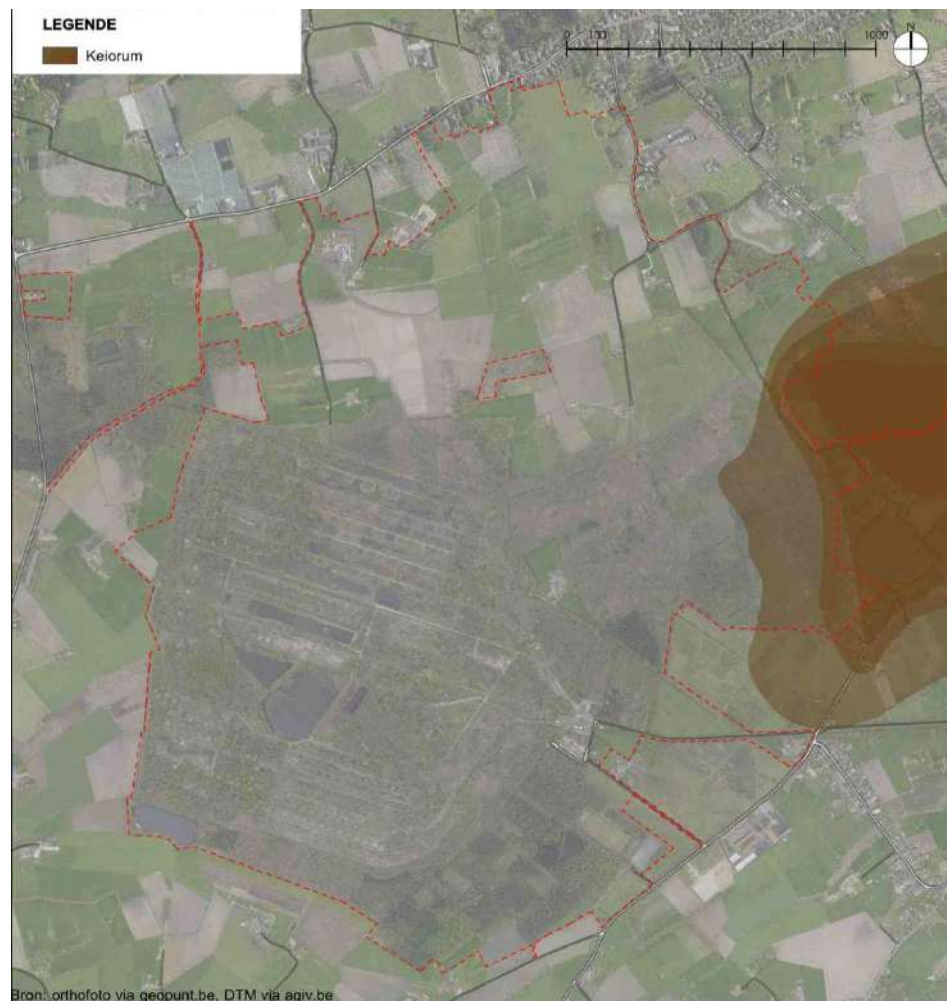 LEGENDE
Keiorum
0 100 1000
N
Bron: orthofoto via geopunt.be, DTM via agiv.be